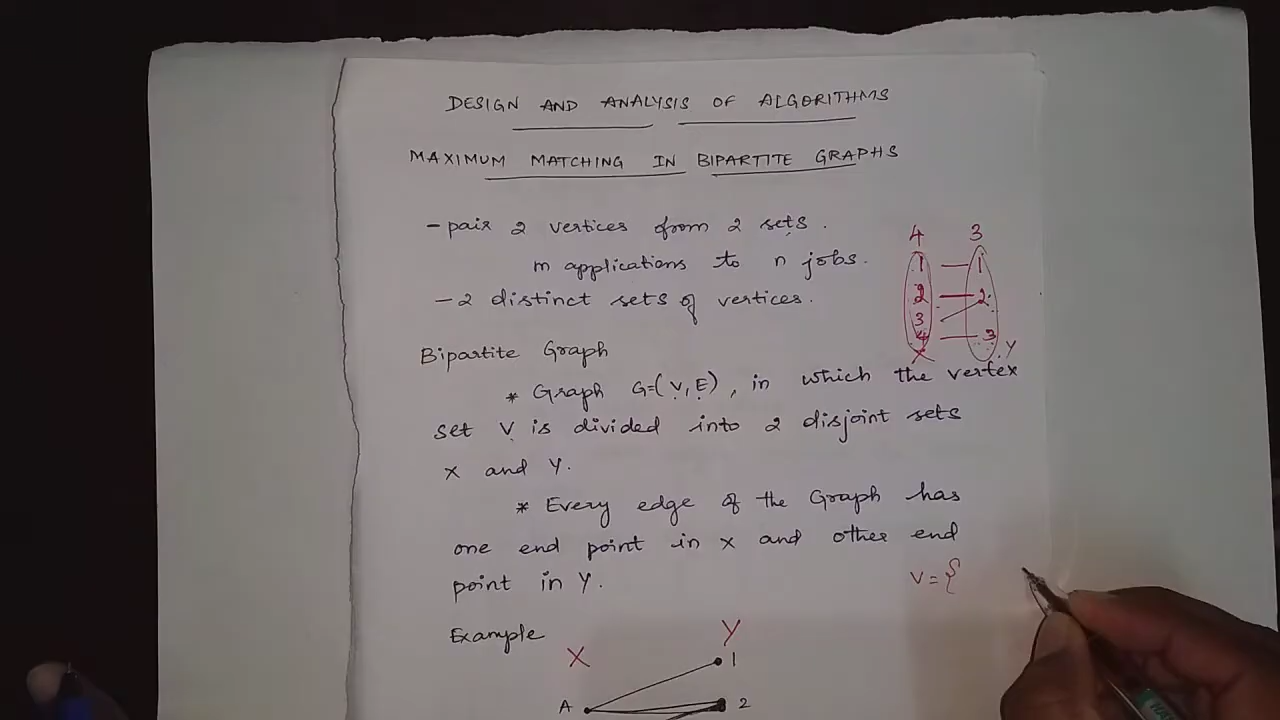 DESIGN AND ANALYSIS OF ALGORITHMS
MAXIMUM MATCHING IN BIPARTITE GRAPHS
- pair 2 vertices from 2 sets.
m applications to n jobs.
- 2 distinct sets of vertices.
4 3
1 1
2 2
3
4 3
X Y
Bipartite Graph
* Graph G=(V,E), in which the vertex
set V is divided into 2 disjoint sets
X and Y.
* Every edge of the Graph has
one end point in X and other end
point in Y.
V = {
Example
X Y
1
A 2